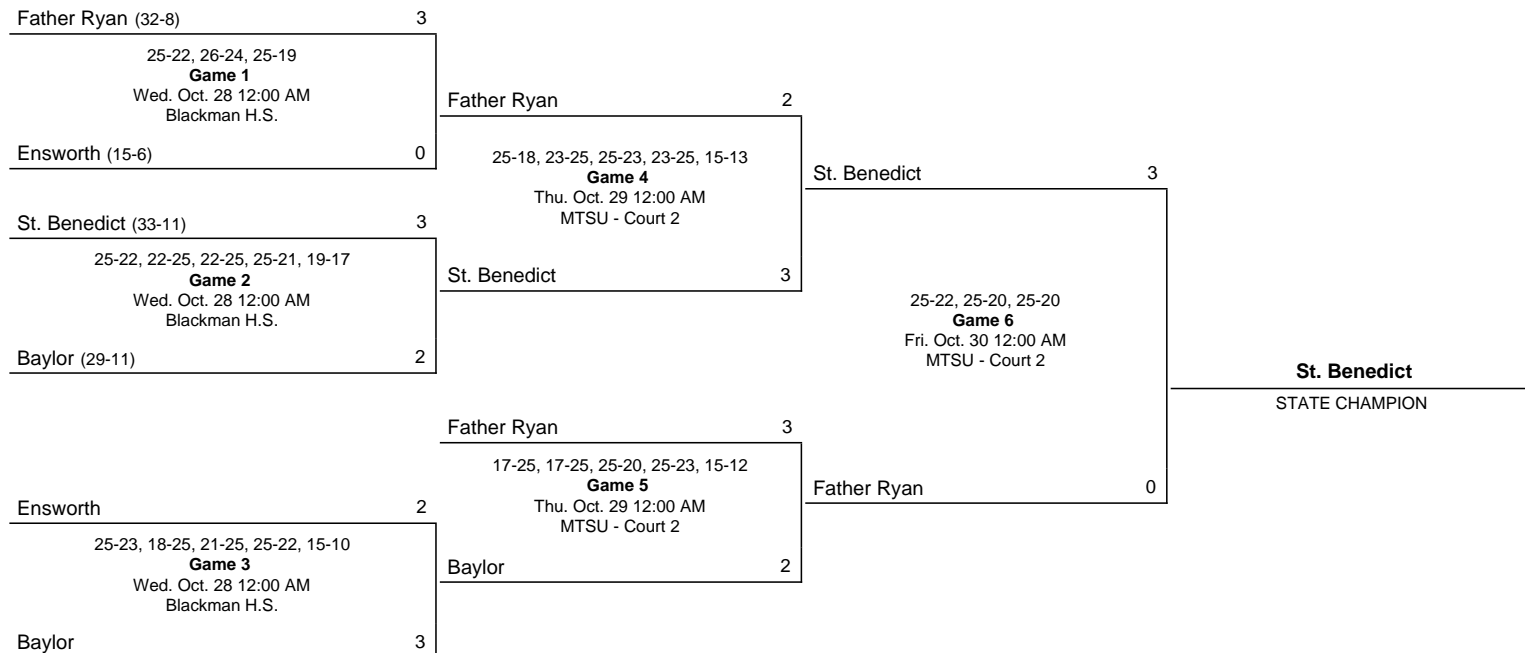 Father Ryan (32-8) 3
25-22, 26-24, 25-19
Game 1
Wed. Oct. 28 12:00 AM
Blackman H.S.
Ensworth (15-6) 0
St. Benedict (33-11) 3
25-22, 22-25, 22-25, 25-21, 19-17
Game 2
Wed. Oct. 28 12:00 AM
Blackman H.S.
Baylor (29-11) 2
Ensworth 2
25-23, 18-25, 21-25, 25-22, 15-10
Game 3
Wed. Oct. 28 12:00 AM
Blackman H.S.
Baylor 3
Father Ryan 2
25-18, 23-25, 25-23, 23-25, 15-13
Game 4
Thu. Oct. 29 12:00 AM
MTSU - Court 2
St. Benedict 3
Father Ryan 3
17-25, 17-25, 25-20, 25-23, 15-12
Game 5
Thu. Oct. 29 12:00 AM
MTSU - Court 2
Baylor 2
St. Benedict 3
25-22, 25-20, 25-20
Game 6
Fri. Oct. 30 12:00 AM
MTSU - Court 2
Father Ryan 0
St. Benedict
STATE CHAMPION